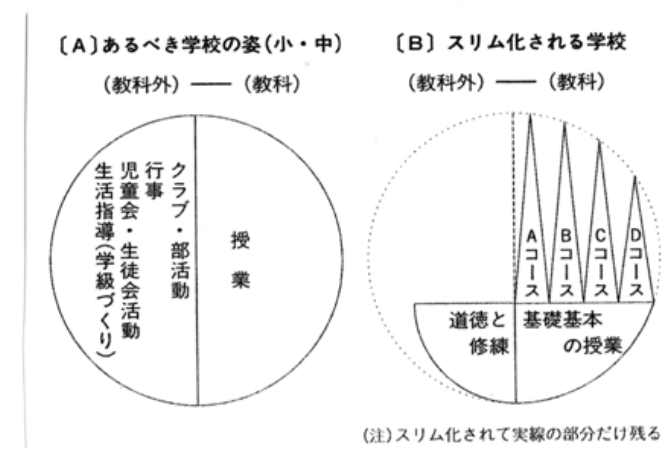 〔A〕あるべき学校の姿(小・中)
(教科外) ―― (教科)
クラブ・部活動
行事
児童会・生徒会活動
生活指導(学級づくり)
授業
〔B〕スリム化される学校
(教科外) ―― (教科)
Aコース
Bコース
Cコース
Dコース
道徳と
修練
基礎基本
の授業
(注)スリム化されて実線の部分だけ残る